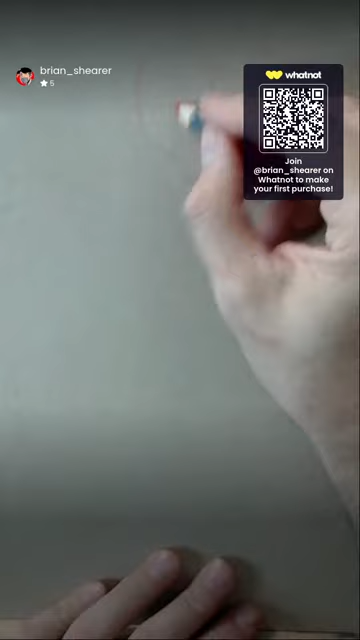 brian_shearer
5
whatnot
Join
@brian_shearer on
Whatnot to make
your first purchase!